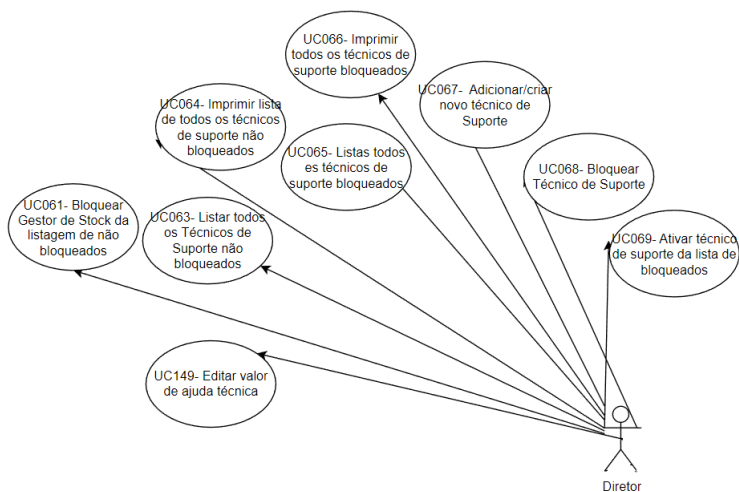 UC066- Imprimir
todos os técnicos de
suporte bloqueados
UC067-  Adicionar/criar
novo técnico de
Suporte
UC064- Imprimir lista
de todos os técnicos
de suporte não
bloqueados
UC065- Listas todos
es técnicos de
suporte bloqueados
UC068- Bloquear
Técnico de Suporte
UC061- Bloquear
Gestor de Stock da
listagem de não
bloqueados
UC063- Listar todos
os Técnicos de
Suporte não
bloqueados
UC069- Ativar técnico
de suporte da lista de
bloqueados
UC149- Editar valor
de ajuda técnica
Diretor